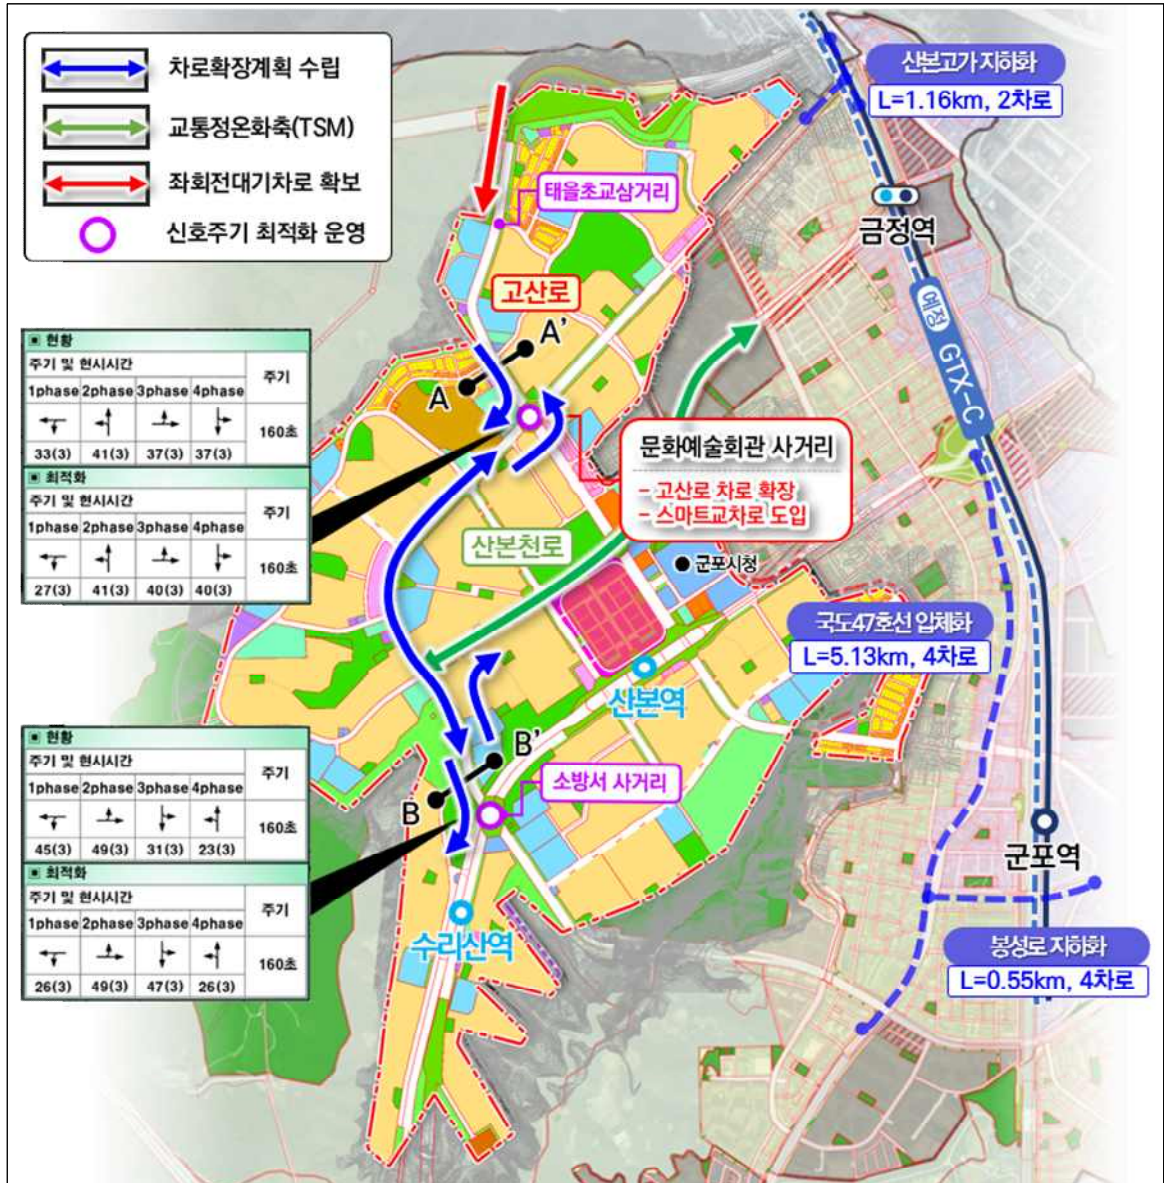 차로확장계획 수립
교통정온화축(TSM)
좌회전대기차로 확보
신호주기 최적화 운영
산본고가 지하화
L=1.16km, 2차로
태을초교삼거리
금정역
고산로
예정 GTX-C
A'
A
현황
주기 및 현시시간 주기
1phase 2phase 3phase 4phase
160초
33(3) 41(3) 37(3) 37(3)
최적화
주기 및 현시시간 주기
1phase 2phase 3phase 4phase
160초
27(3) 41(3) 40(3) 40(3)
문화예술회관 사거리
- 고산로 차로 확장
- 스마트교차로 도입
산본천로
군포시청
국도47호선 입체화
L=5.13km, 4차로
산본역
B'
B
소방서 사거리
현황
주기 및 현시시간 주기
1phase 2phase 3phase 4phase
160초
45(3) 49(3) 31(3) 23(3)
최적화
주기 및 현시시간 주기
1phase 2phase 3phase 4phase
160초
26(3) 49(3) 47(3) 26(3)
군포역
수리산역
봉성로 지하화
L=0.55km, 4차로